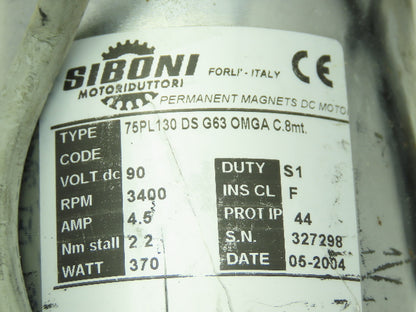 SIBONI
MOTORIDUTTORI
FORLI' - ITALY
CE
PERMANENT MAGNETS DC MOTO
TYPE 75PL130 DS G63 OMGA C.8mt.
CODE
VOLT dc 90
RPM 3400
AMP 4.5
Nm stall 2.2
WATT 370
DUTY S1
INS CL F
PROT IP 44
S.N. 327298
DATE 05-2004